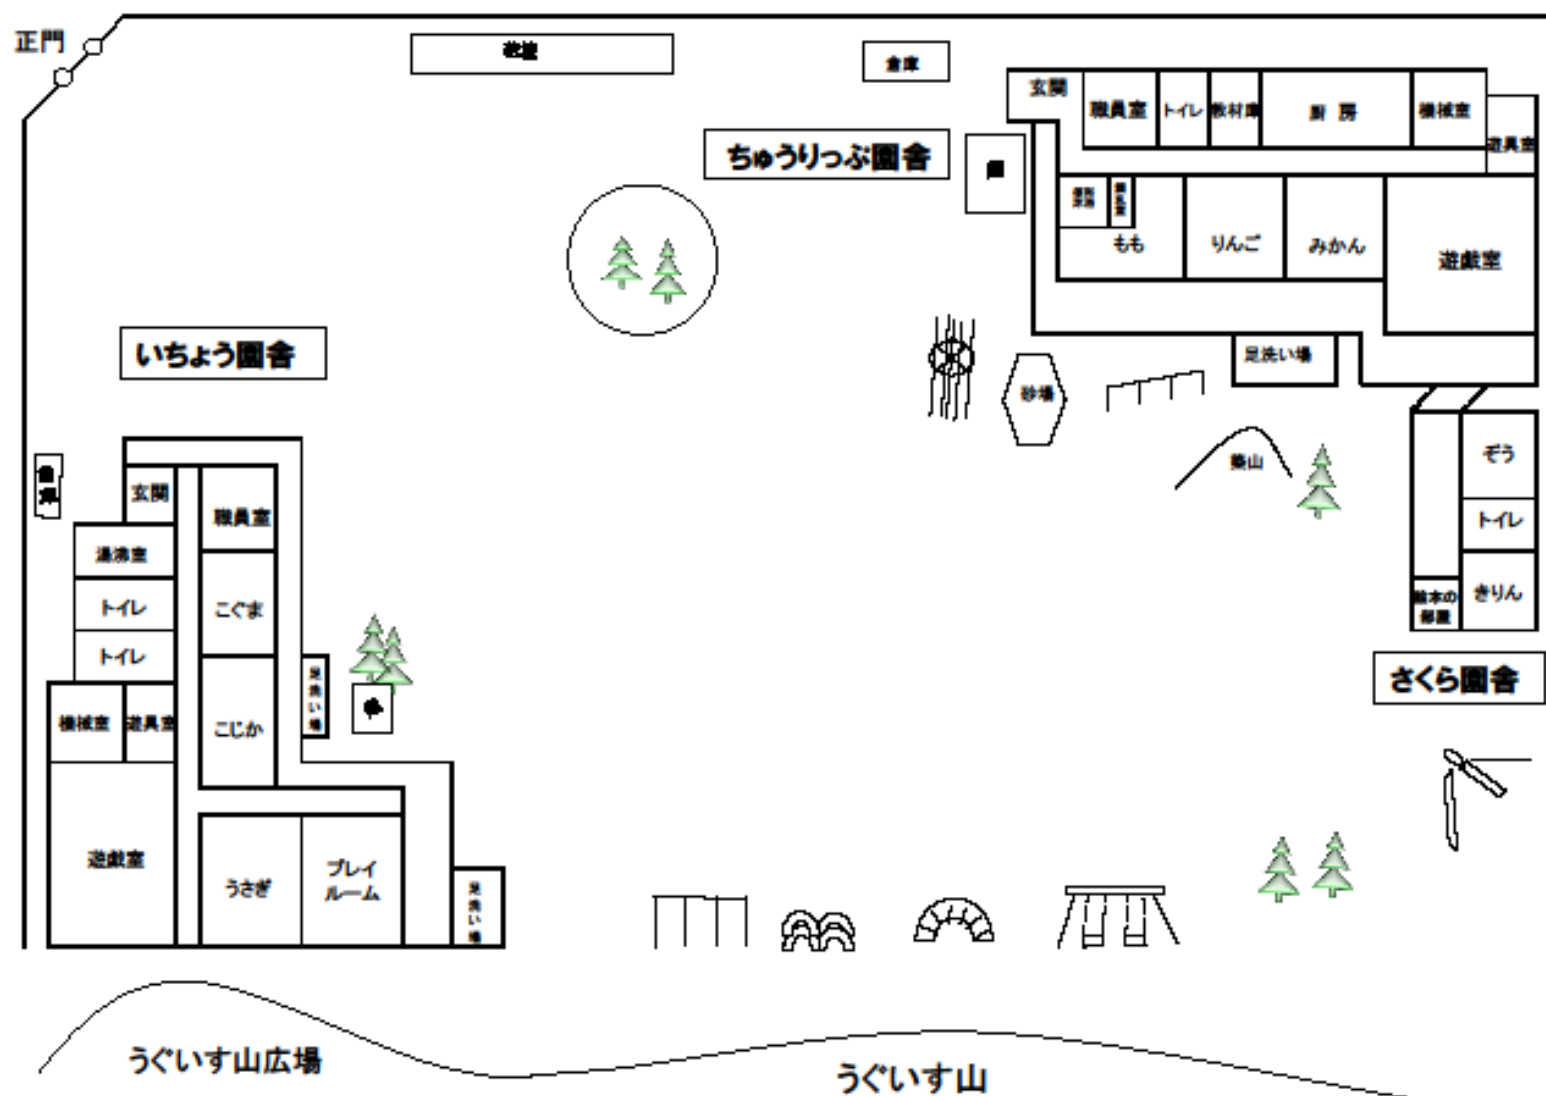 正門
倉庫
玄関
職員室
トイレ
教材庫
厨 房
機械室
遊具室
ちゅうりっぷ園舎
もも
りんご
みかん
遊戯室
いちょう園舎
足洗い場
砂場
築山
ぞう
トイレ
きりん
絵本の
部屋
さくら園舎
玄関
職員室
湯沸室
トイレ
こぐま
トイレ
足洗い場
機械室
遊具室
こじか
遊戯室
うさぎ
プレイ
ルーム
足洗い場
うぐいす山広場
うぐいす山